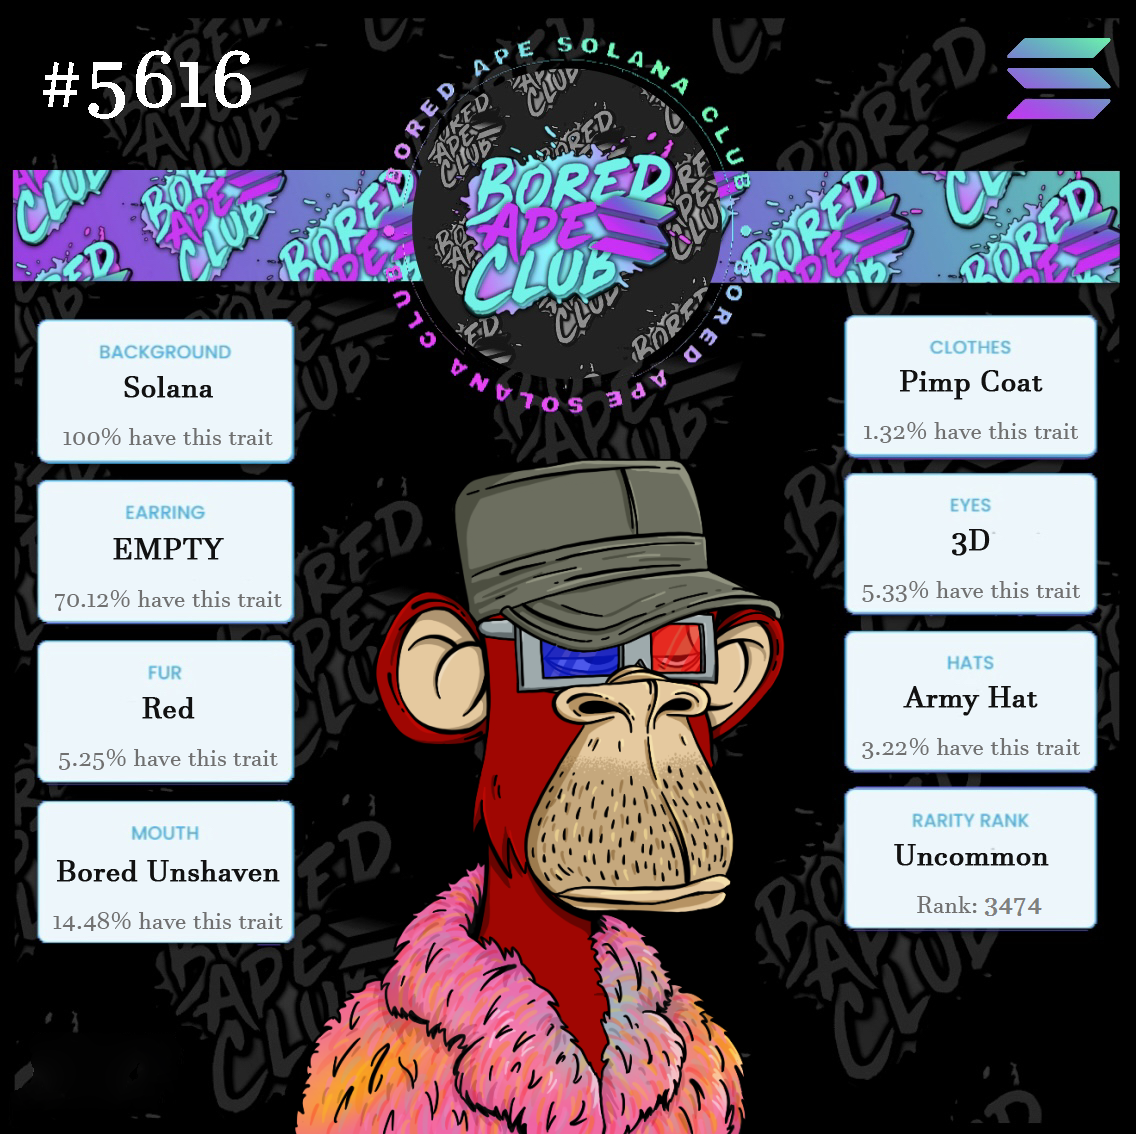 #5616
BORED APE SOLANA CLUB
BORED APE SOLANA CLUB
BORED
APE
CLUB
BACKGROUND
Solana
100% have this trait
EARRING
EMPTY
70.12% have this trait
FUR
Red
5.25% have this trait
MOUTH
Bored Unshaven
14.48% have this trait
CLOTHES
Pimp Coat
1.32% have this trait
EYES
3D
5.33% have this trait
HATS
Army Hat
3.22% have this trait
RARITY RANK
Uncommon
Rank: 3474